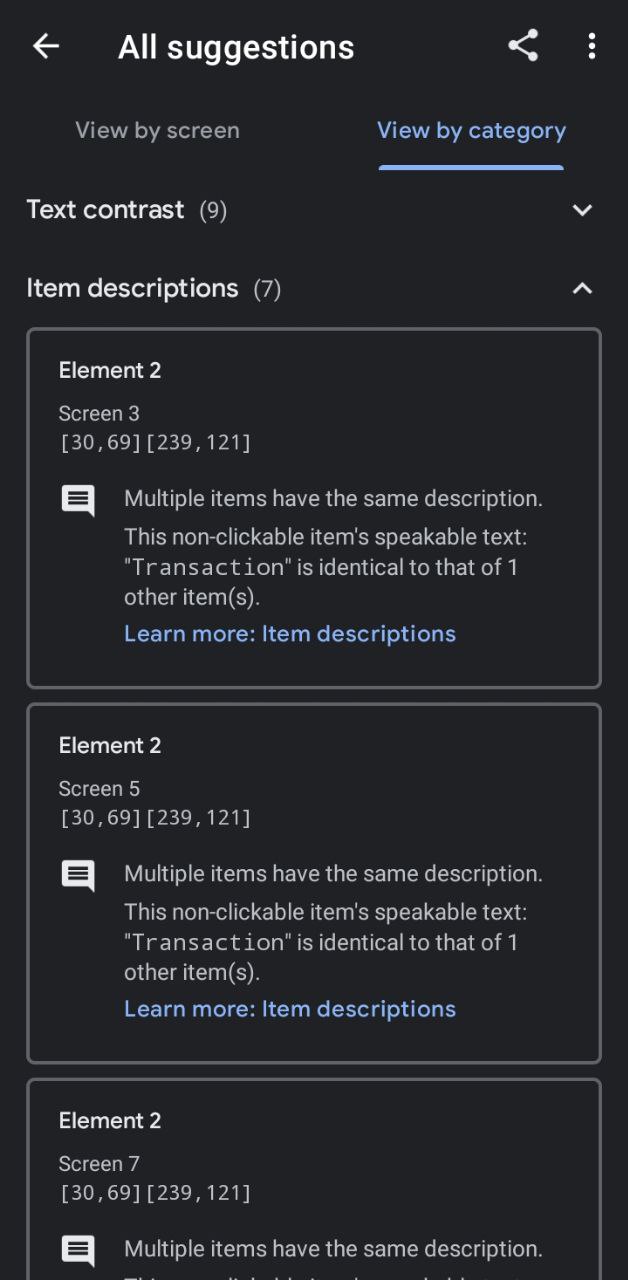 All suggestions
View by screen
View by category
Text contrast (9)
Item descriptions (7)
Element 2
Screen 3
[30,69][239,121]
Multiple items have the same description.
This non-clickable item's speakable text:
"Transaction" is identical to that of 1
other item(s).
Learn more: Item descriptions
Element 2
Screen 5
[30,69][239,121]
Multiple items have the same description.
This non-clickable item's speakable text:
"Transaction" is identical to that of 1
other item(s).
Learn more: Item descriptions
Element 2
Screen 7
[30,69][239,121]
Multiple items have the same description.